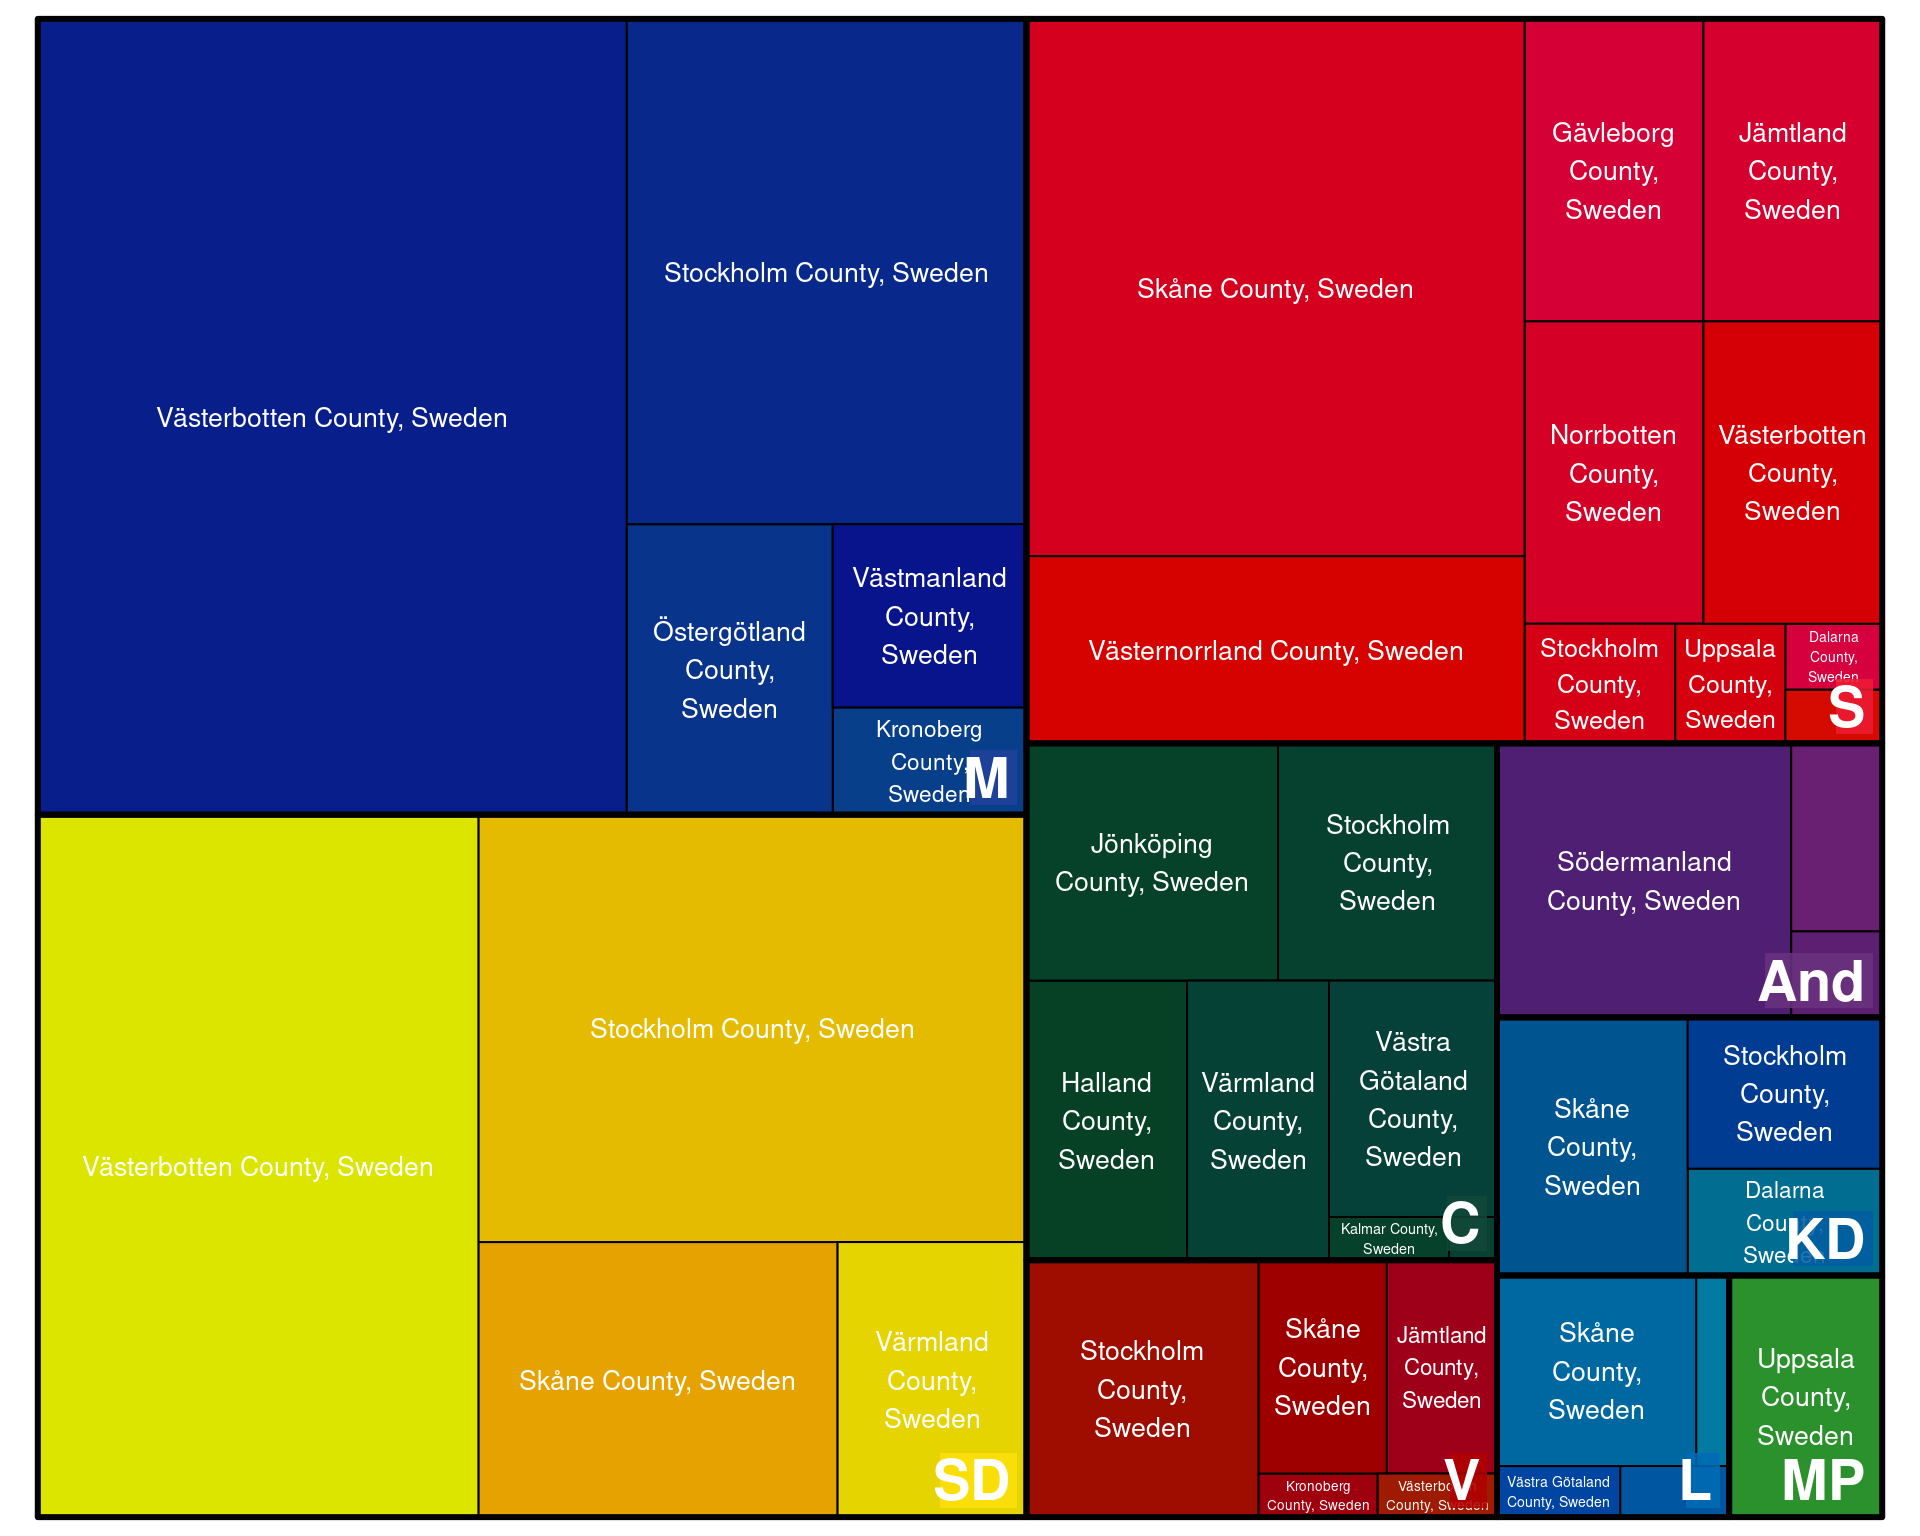 Västerbotten County, Sweden
Stockholm County, Sweden
Östergötland
County,
Sweden
Västmanland
County,
Sweden
Kronoberg
County,
Sweden
M
Skåne County, Sweden
Västernorrland County, Sweden
Gävleborg
County,
Sweden
Jämtland
County,
Sweden
Norrbotten
County,
Sweden
Västerbotten
County,
Sweden
Stockholm
County,
Sweden
Uppsala
County,
Sweden
Dalarna
County,
Sweden
S
Västerbotten County, Sweden
Stockholm County, Sweden
Skåne County, Sweden
Värmland
County,
Sweden
SD
Jönköping
County, Sweden
Stockholm
County,
Sweden
Halland
County,
Sweden
Värmland
County,
Sweden
Västra
Götaland
County,
Sweden
Kalmar County,
Sweden
C
Södermanland
County, Sweden
And
Skåne
County,
Sweden
Stockholm
County,
Sweden
Dalarna
County,
Sweden
KD
Stockholm
County,
Sweden
Skåne
County,
Sweden
Jämtland
County,
Sweden
Kronoberg
County, Sweden
Västerbotten
County, Sweden
V
Skåne
County,
Sweden
Västra Götaland
County, Sweden
L
Uppsala
County,
Sweden
MP